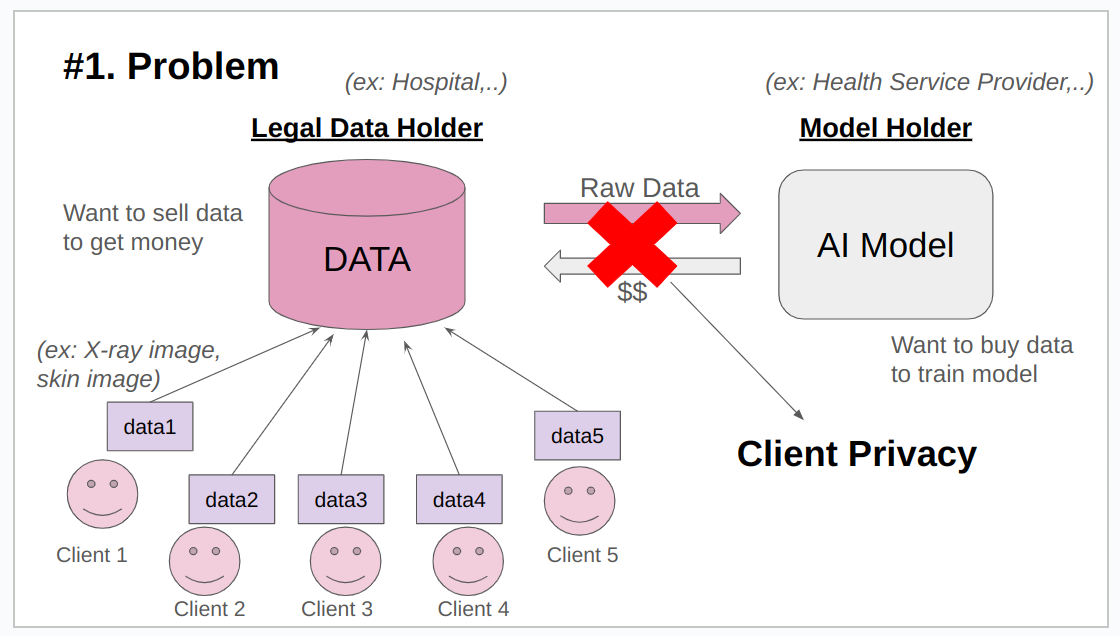 #1. Problem
(ex: Hospital,..)
(ex: Health Service Provider,..)
Legal Data Holder
Model Holder
Want to sell data
to get money
DATA
Raw Data
$$
AI Model
Want to buy data
to train model
(ex: X-ray image,
skin image)
data1
data2
data3
data4
data5
Client Privacy
Client 1
Client 2
Client 3
Client 4
Client 5